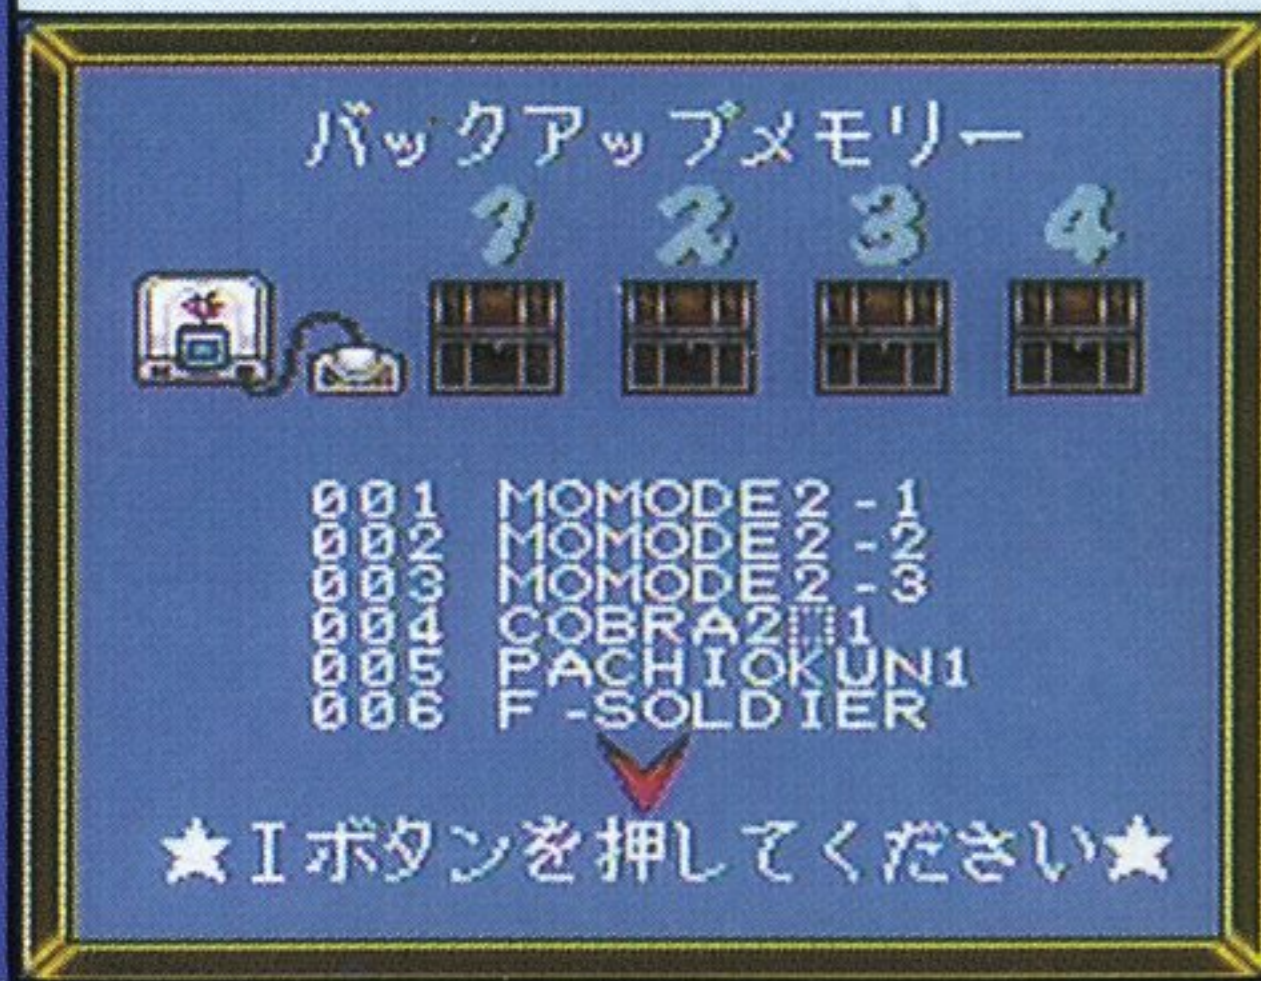 バックアップメモリー
1 2 3 4
001 MOMODE2-1
002 MOMODE2-2
003 MOMODE2-3
004 COBRA2□1
005 PACHIOKUN1
006 F-SOLDIER
★Iボタンを押してください★